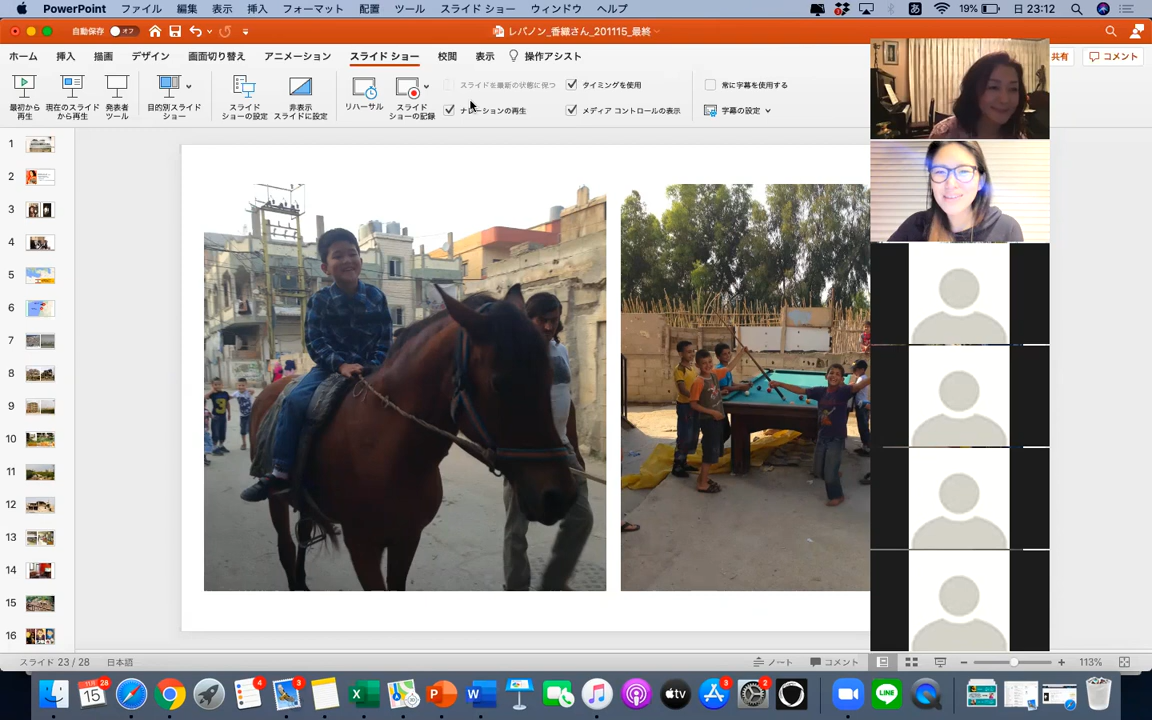 PowerPoint ファイル 編集 表示 挿入 フォーマット 配置 ツール スライド ショー ウィンドウ ヘルプ 19% 日 23:12
自動保存 オフ レバノン_香織さん_201115_最終
ホーム 挿入 描画 デザイン 画面切り替え アニメーション スライド ショー 校閲 表示 操作アシスト 共有 コメント
最初から
再生
現在のスライド
から再生
発表者
ツール
目的別スライド
ショー
スライド
ショーの設定
非表示
スライドに設定
リハーサル
スライド
ショーの記録
スライドを最新の状態に保つ
ナレーションの再生
タイミングを使用
メディア コントロールの表示
常に字幕を使用する
字幕の設定
1
2
3
4
5
6
7
8
9
10
11
12
13
14
15
16
スライド 23 / 28 日本語 ノート コメント 113%
11月 28
15
4
3
3
2
LINE
tv